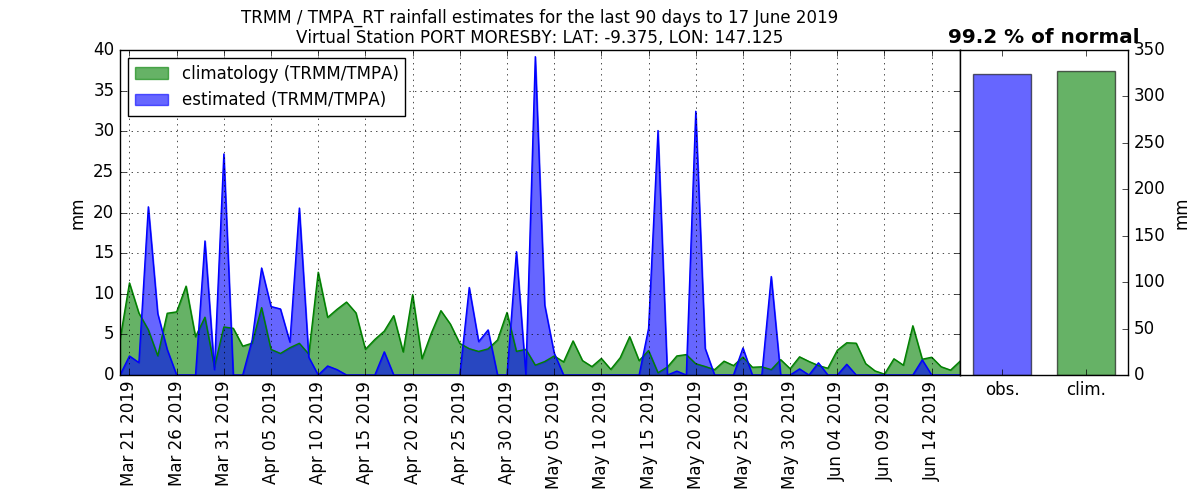 TRMM / TMPA_RT rainfall estimates for the last 90 days to 17 June 2019
Virtual Station PORT MORESBY: LAT: -9.375, LON: 147.125
99.2 % of normal
climatology (TRMM/TMPA)
estimated (TRMM/TMPA)
40
35
30
25
20
15
10
5
0
mm
Mar 21 2019
Mar 26 2019
Mar 31 2019
Apr 05 2019
Apr 10 2019
Apr 15 2019
Apr 20 2019
Apr 25 2019
Apr 30 2019
May 05 2019
May 10 2019
May 15 2019
May 20 2019
May 25 2019
May 30 2019
Jun 04 2019
Jun 09 2019
Jun 14 2019
obs.
clim.
350
300
250
200
150
100
50
0
mm